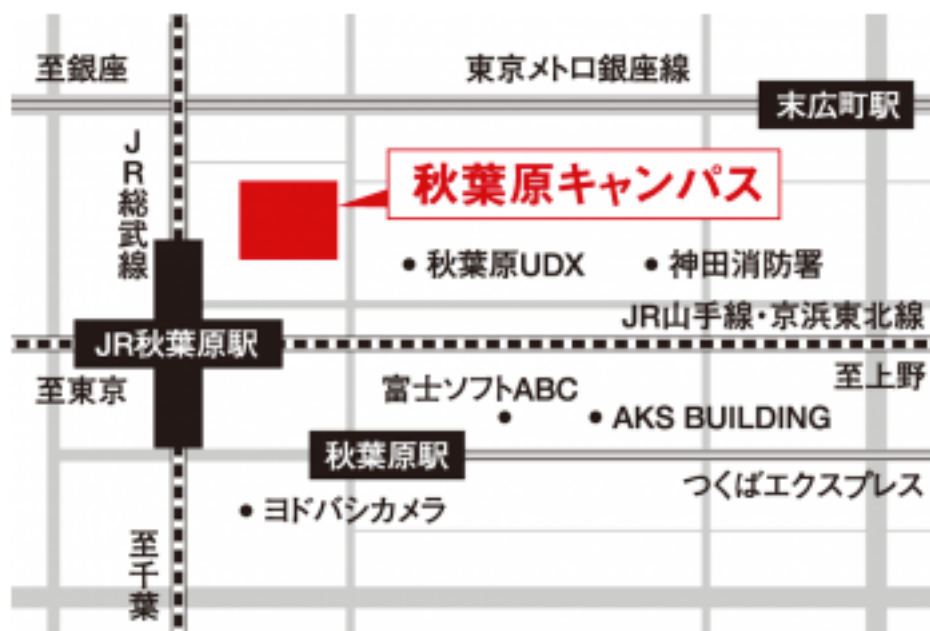 至銀座
東京メトロ銀座線
末広町駅
JR総武線
秋葉原キャンパス
秋葉原UDX
神田消防署
JR山手線・京浜東北線
JR秋葉原駅
至東京
至上野
富士ソフトABC
AKS BUILDING
秋葉原駅
つくばエクスプレス
ヨドバシカメラ
至千葉